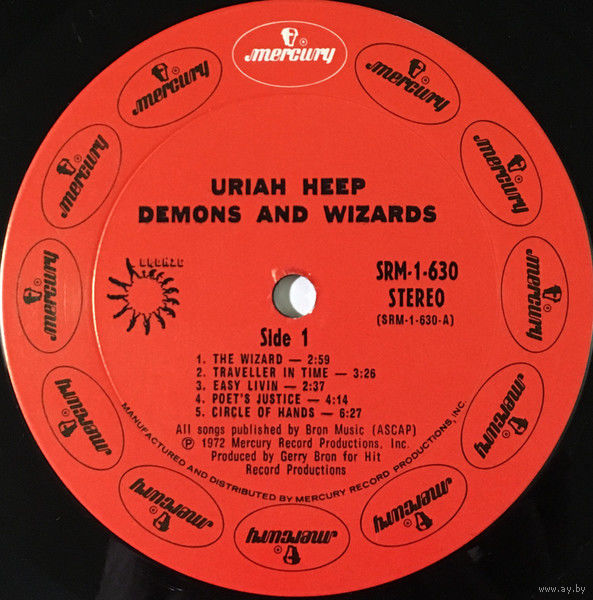 mercury
mercury
mercury
mercury
mercury
mercury
mercury
mercury
mercury
mercury
mercury
mercury
URIAH HEEP
DEMONS AND WIZARDS
BRONZE
SRM-1-630
STEREO
(SRM-1-630-A)
Side 1
1. THE WIZARD — 2:59
2. TRAVELLER IN TIME — 3:26
3. EASY LIVIN — 2:37
4. POET'S JUSTICE — 4:14
5. CIRCLE OF HANDS — 6:27
All songs published by Bron Music (ASCAP)
Ⓟ 1972 Mercury Record Productions, Inc.
Produced by Gerry Bron for Hit
Record Productions
MANUFACTURED AND DISTRIBUTED BY MERCURY RECORD PRODUCTIONS, INC.
www.ay.by